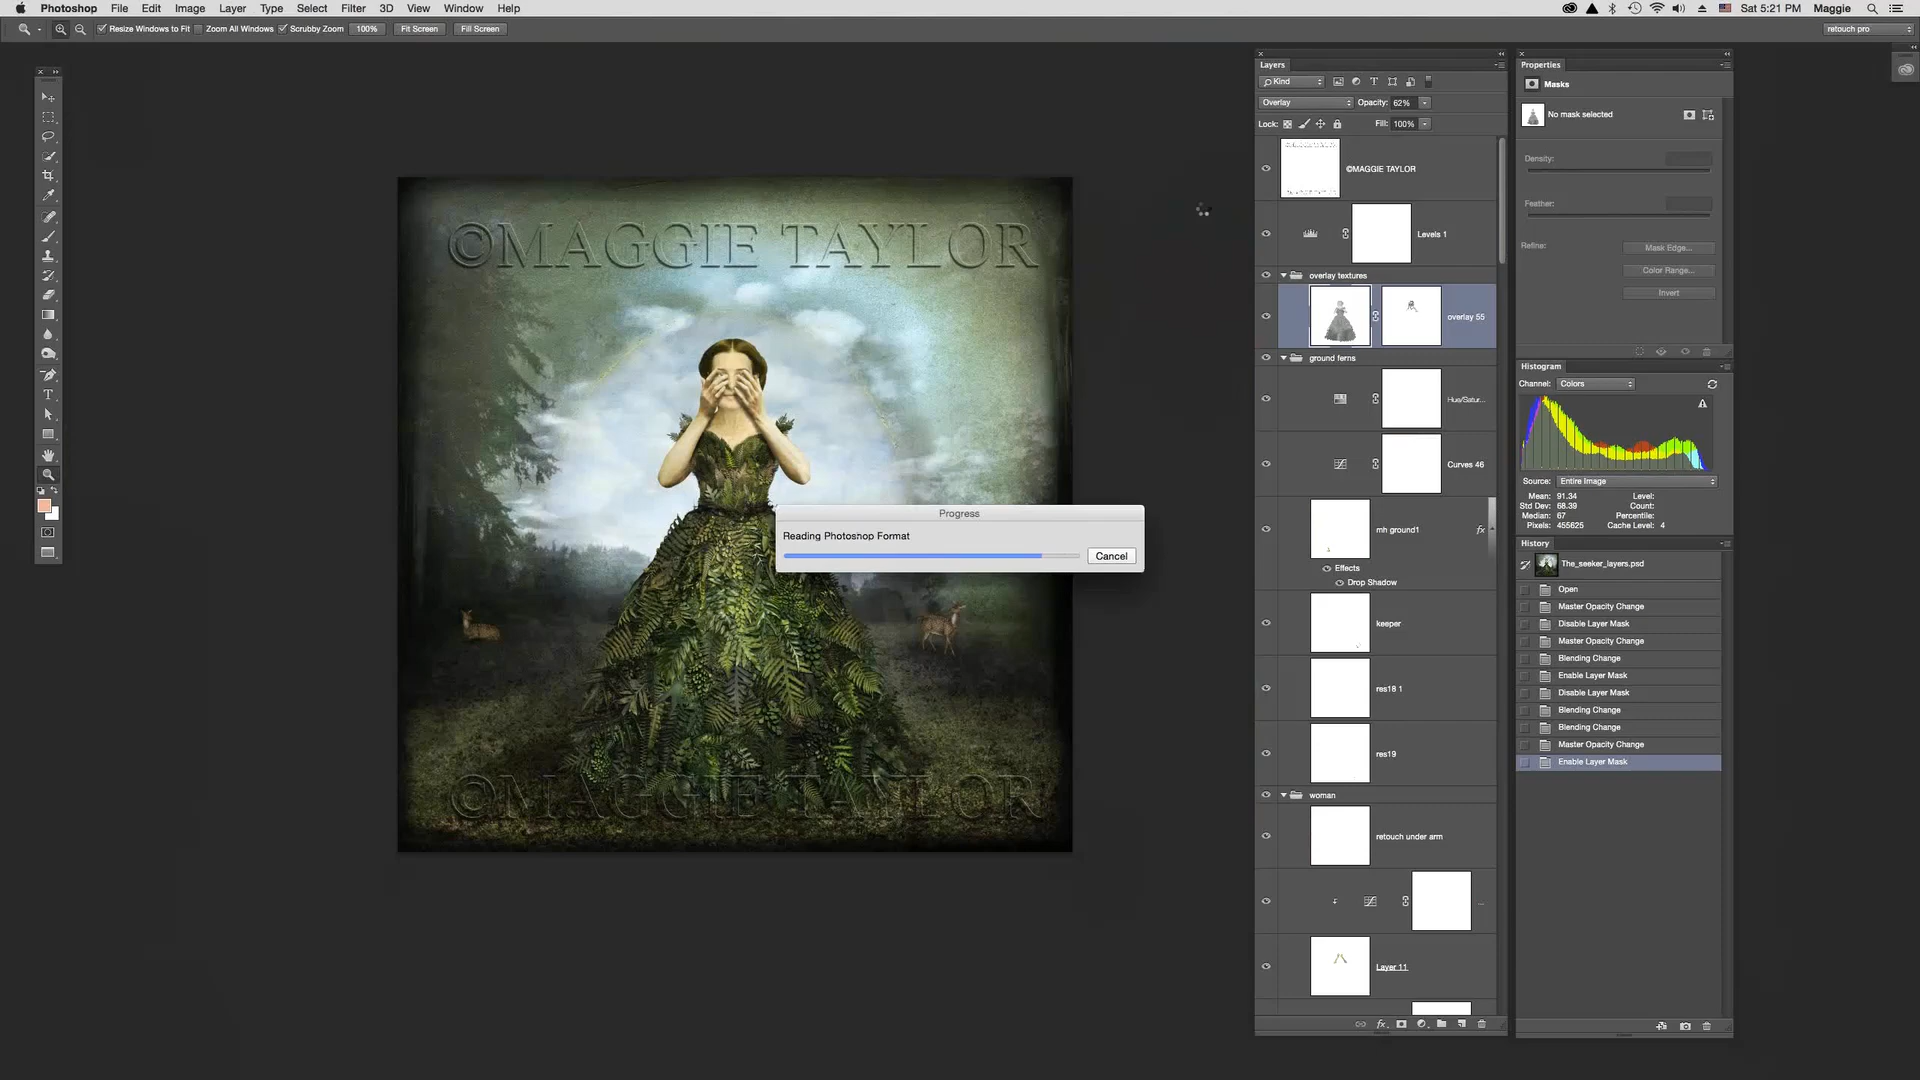 Photoshop File Edit Image Layer Type Select Filter 3D View Window Help
Sat 5:21 PM Maggie
Resize Windows to Fit Zoom All Windows Scrubby Zoom 100% Fit Screen Fill Screen
retouch pro
©MAGGIE TAYLOR
©MAGGIE TAYLOR
Progress
Reading Photoshop Format
Cancel
Layers
Kind
Overlay Opacity: 62%
Lock: Fill: 100%
©MAGGIE TAYLOR
Levels 1
overlay textures
overlay 55
ground ferns
Hue/Satur...
Curves 46
mh ground1 fx
Effects
Drop Shadow
keeper
res18 1
res19
woman
retouch under arm
...
Layer 11
fx
Properties
Masks
No mask selected
Density:
Feather:
Refine: Mask Edge...
Color Range...
Invert
Histogram
Channel: Colors
Source: Entire Image
Mean: 91.34 Level:
Std Dev: 68.39 Count:
Median: 67 Percentile:
Pixels: 455625 Cache Level: 4
History
The_seeker_layers.psd
Open
Master Opacity Change
Disable Layer Mask
Master Opacity Change
Blending Change
Enable Layer Mask
Disable Layer Mask
Blending Change
Blending Change
Master Opacity Change
Enable Layer Mask